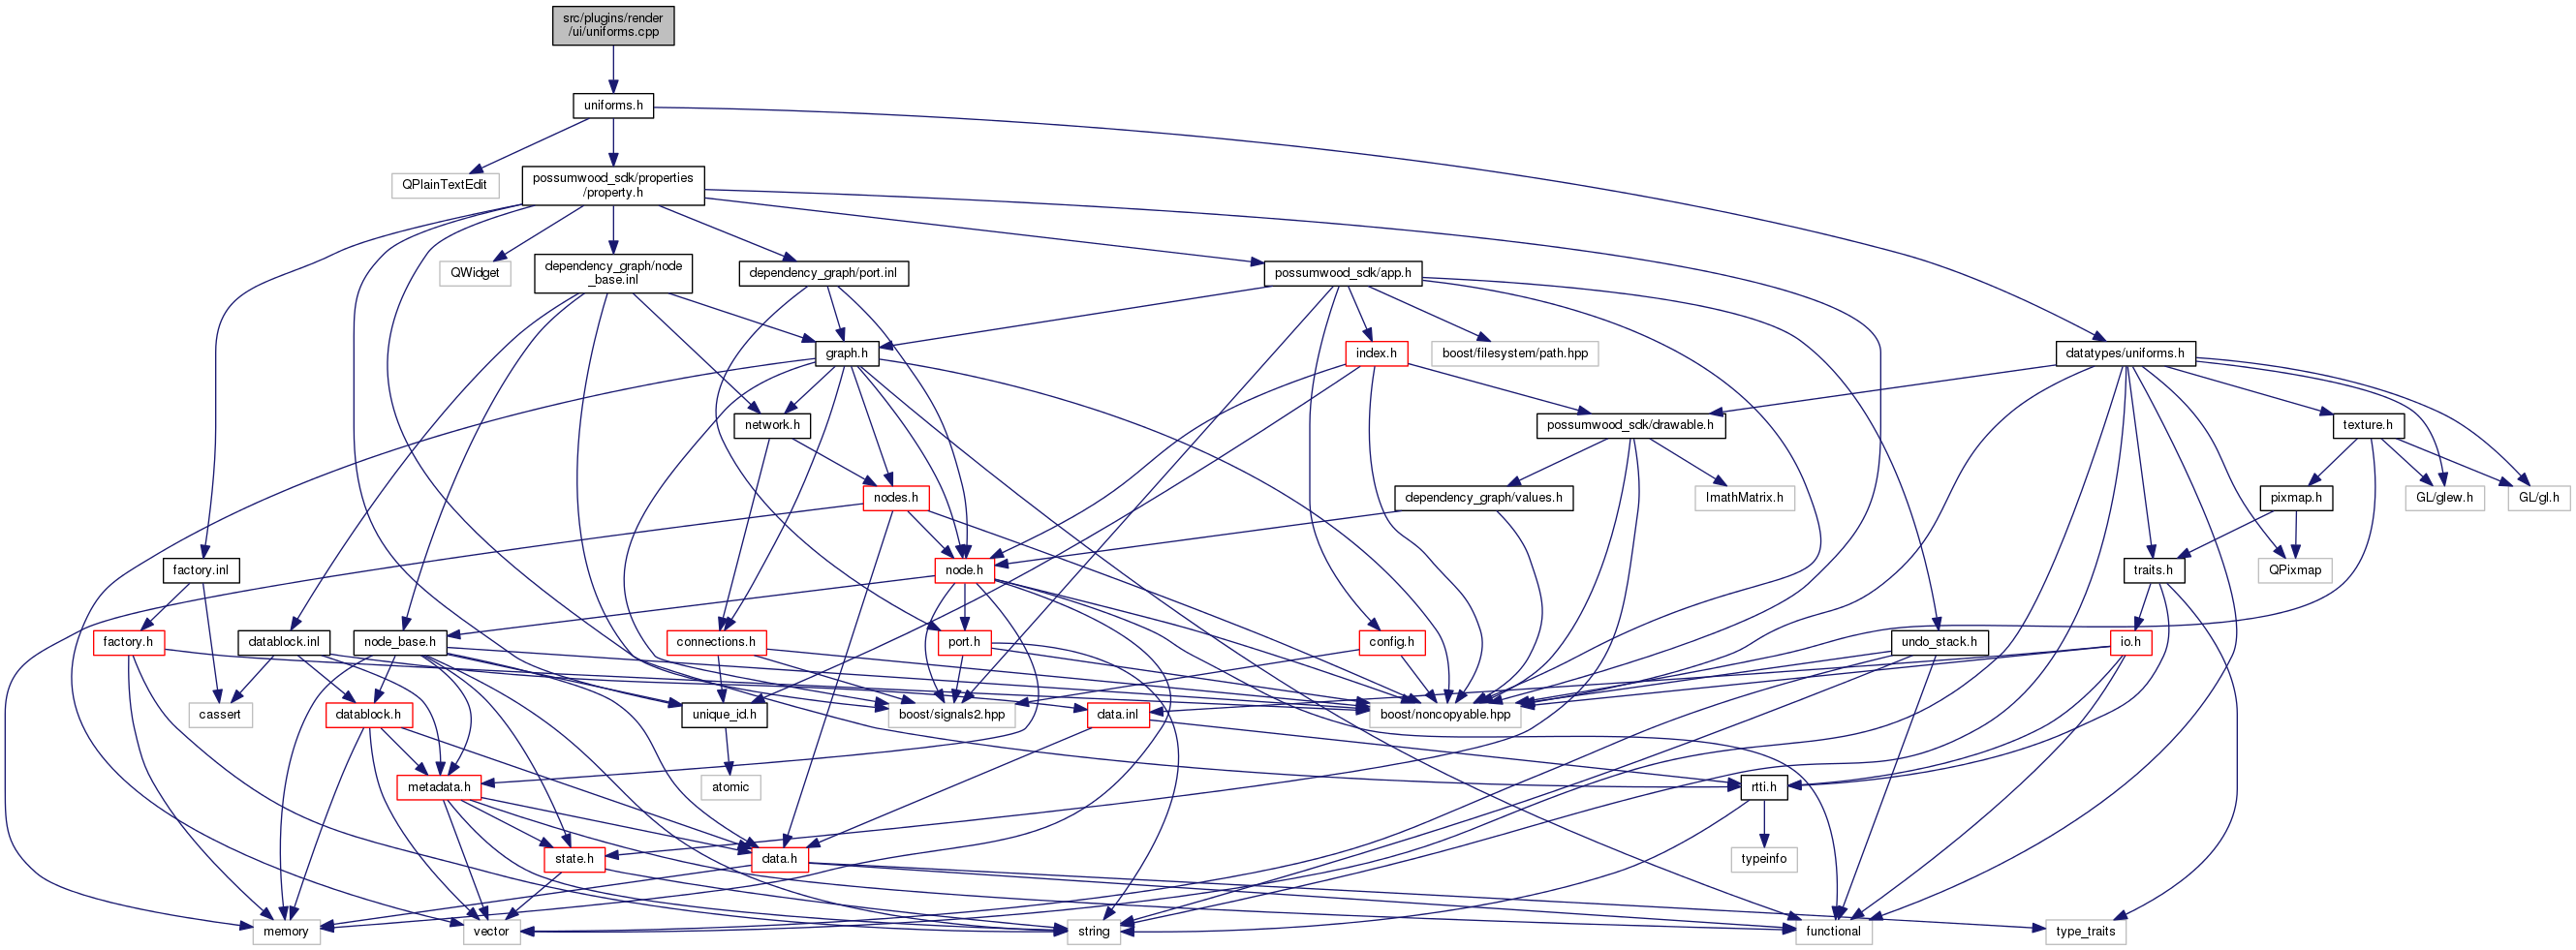 src/plugins/render
/ui/uniforms.cpp
uniforms.h
QPlainTextEdit
possumwood_sdk/properties
/property.h
QWidget
dependency_graph/node
_base.inl
dependency_graph/port.inl
possumwood_sdk/app.h
graph.h
index.h
boost/filesystem/path.hpp
datatypes/uniforms.h
network.h
possumwood_sdk/drawable.h
texture.h
nodes.h
dependency_graph/values.h
ImathMatrix.h
pixmap.h
GL/glew.h
GL/gl.h
factory.inl
node.h
traits.h
QPixmap
factory.h
datablock.inl
node_base.h
connections.h
port.h
config.h
undo_stack.h
io.h
cassert
datablock.h
unique_id.h
boost/signals2.hpp
data.inl
boost/noncopyable.hpp
metadata.h
atomic
rtti.h
state.h
data.h
typeinfo
memory
vector
string
functional
type_traits